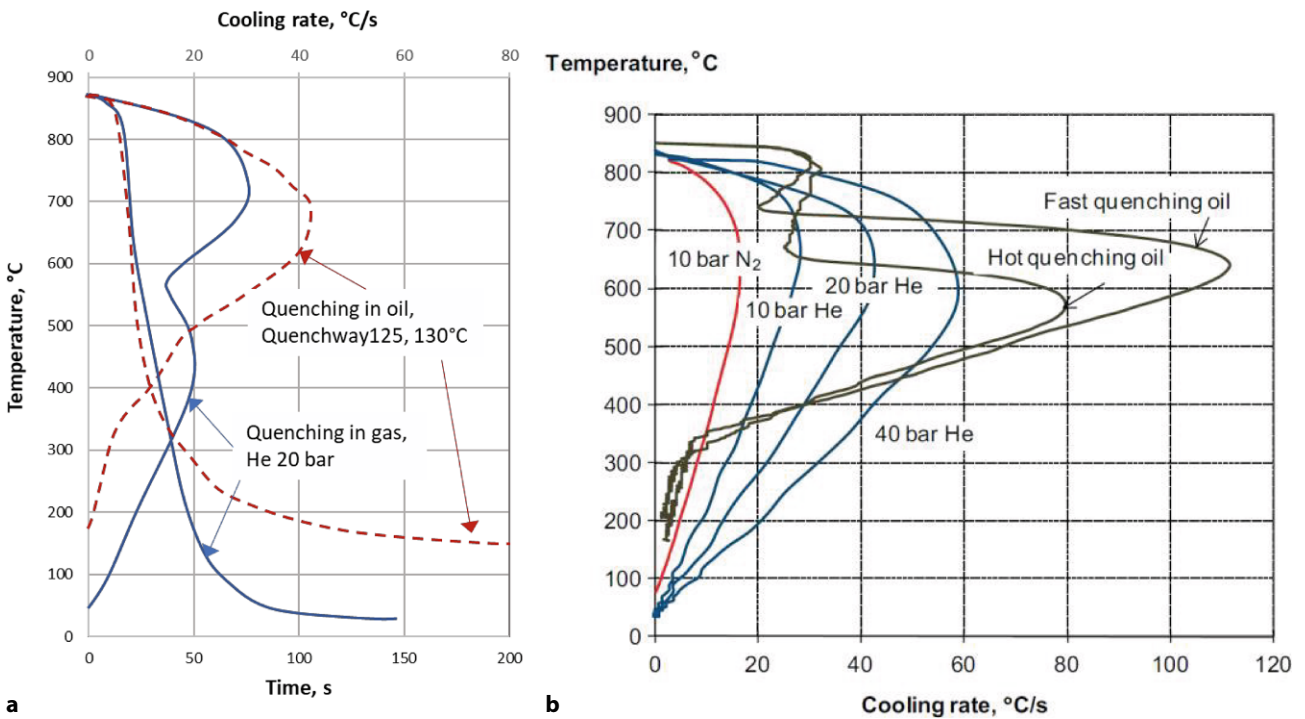 Cooling rate, °C/s
0 20 40 60 80
900
800
700
600
500
400
300
200
100
0
Temperature, °C
Quenching in oil,
Quenchway125, 130°C
Quenching in gas,
He 20 bar
0 50 100 150 200
Time, s
a
Temperature, °C
900
800
700
600
500
400
300
200
100
0
Fast quenching oil
Hot quenching oil
10 bar N₂
20 bar He
10 bar He
40 bar He
0 20 40 60 80 100 120
Cooling rate, °C/s
b